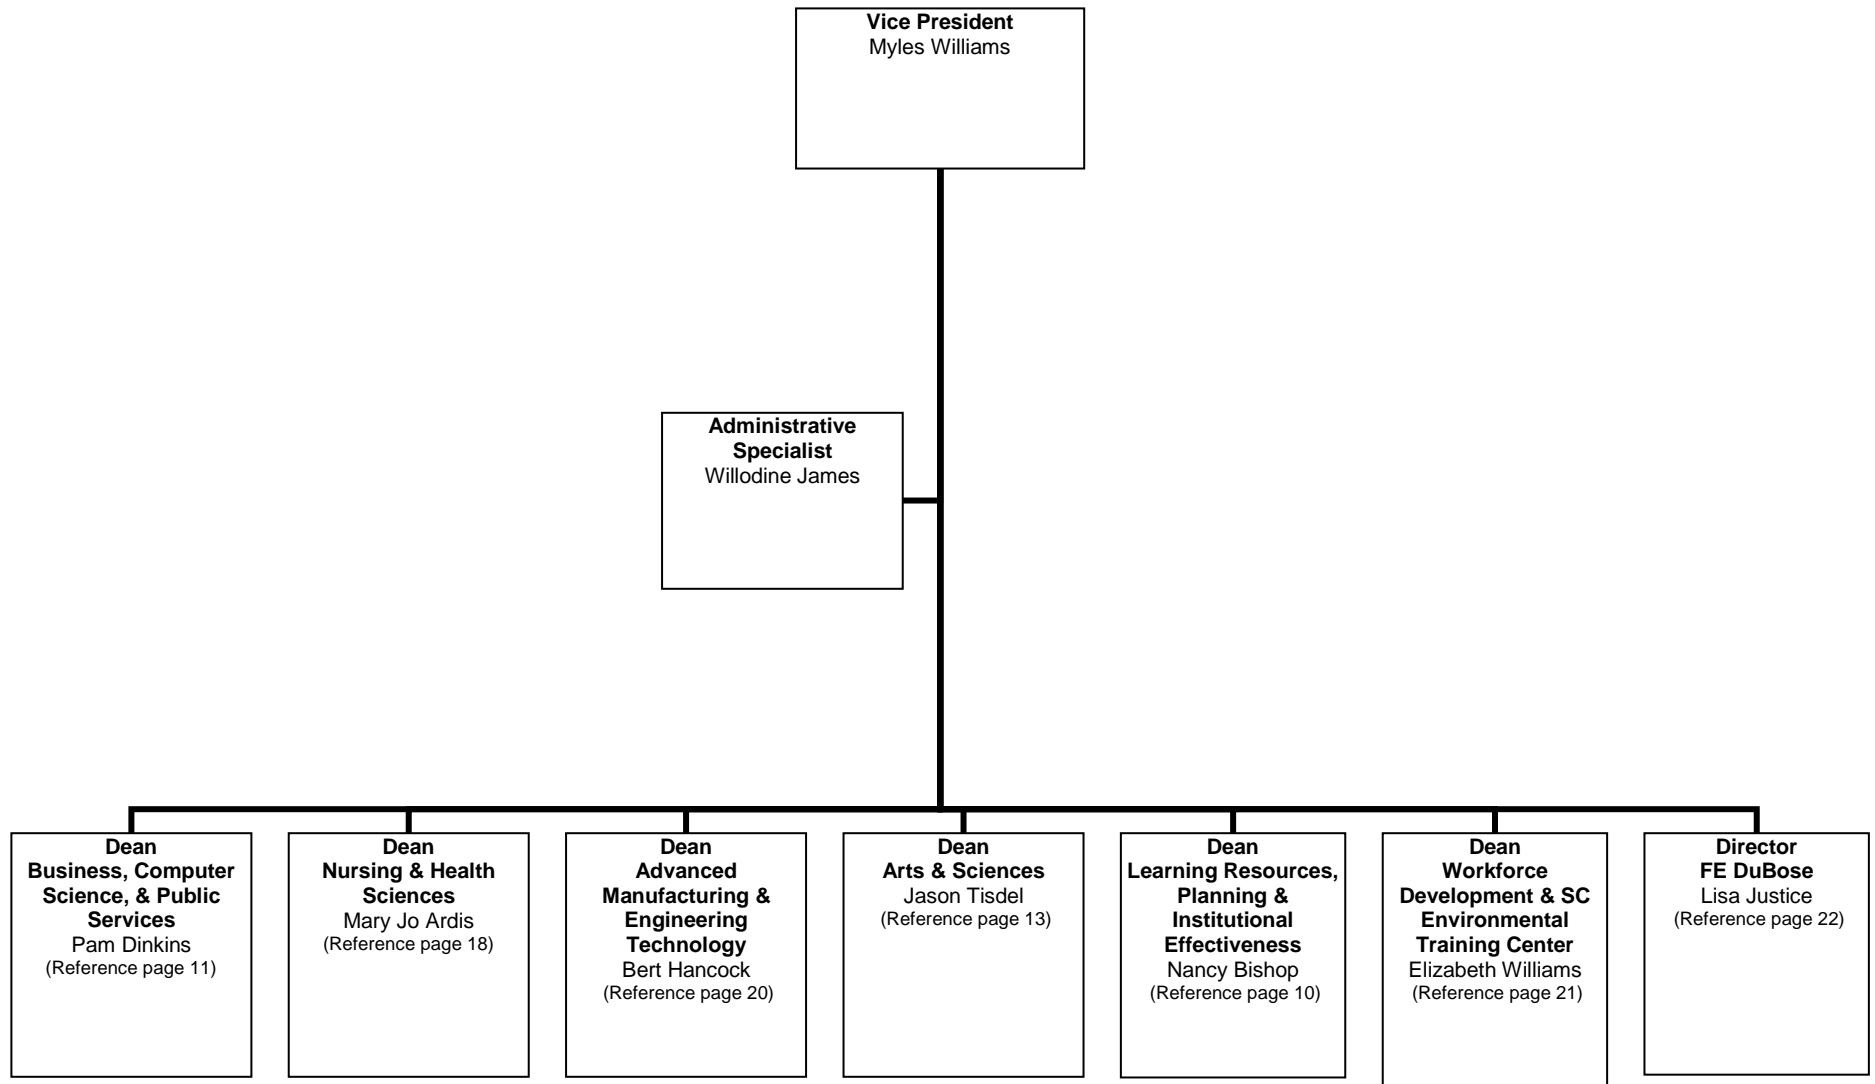 Vice President
Myles Williams
Administrative
Specialist
Willodine James
Dean
Business, Computer
Science, & Public
Services
Pam Dinkins
(Reference page 11)
Dean
Nursing & Health
Sciences
Mary Jo Ardis
(Reference page 18)
Dean
Advanced
Manufacturing &
Engineering
Technology
Bert Hancock
(Reference page 20)
Dean
Arts & Sciences
Jason Tisdel
(Reference page 13)
Dean
Learning Resources,
Planning &
Institutional
Effectiveness
Nancy Bishop
(Reference page 10)
Dean
Workforce
Development & SC
Environmental
Training Center
Elizabeth Williams
(Reference page 21)
Director
FE DuBose
Lisa Justice
(Reference page 22)